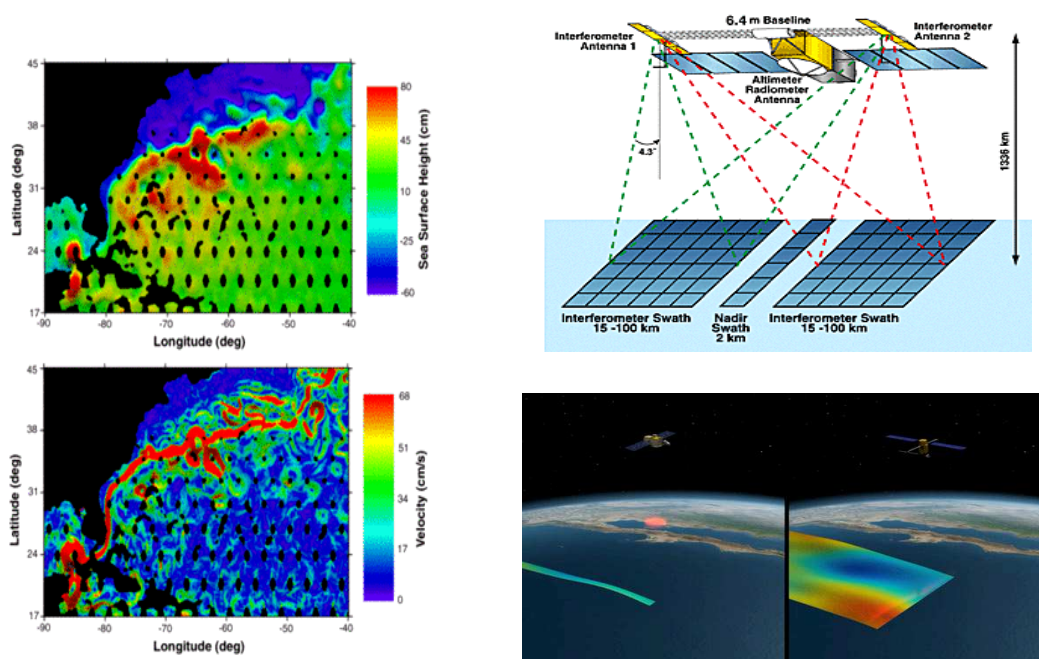 45
38
31
24
17
Latitude (deg)
-90
-80
-70
-60
-50
-40
Longitude (deg)
80
45
10
-25
-60
Sea Surface Height (cm)
45
38
31
24
17
Latitude (deg)
-90
-80
-70
-60
-50
-40
Longitude (deg)
68
51
34
17
0
Velocity (cm/s)
6.4 m Baseline
Interferometer
Antenna 1
Interferometer
Antenna 2
Altimeter
Radiometer
Antenna
4.3°
1336 km
Interferometer Swath
15 -100 km
Nadir
Swath
2 km
Interferometer Swath
15 -100 km